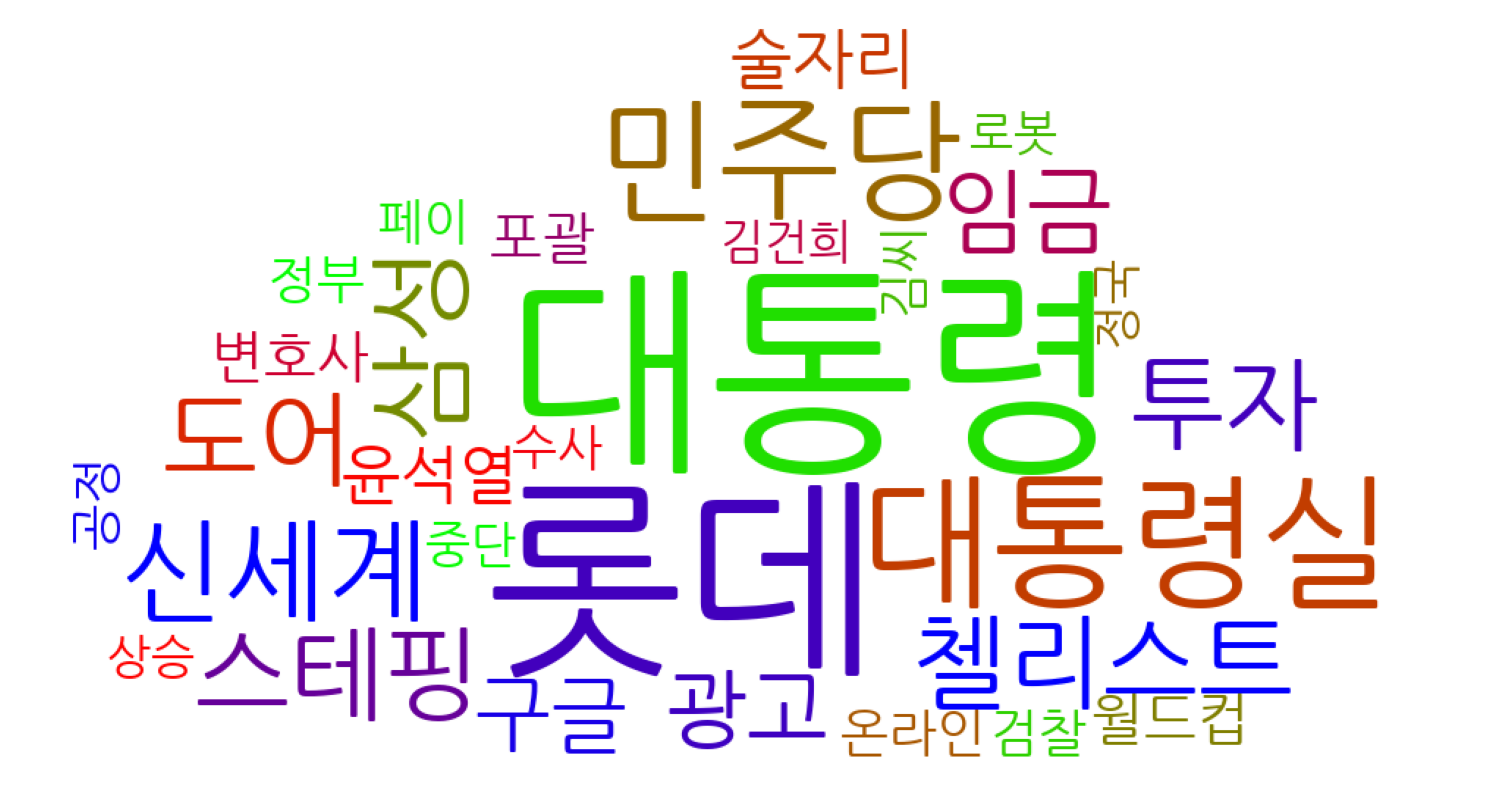 술자리
민주당
로봇
임금
페이
포괄
김건희
김씨
정부
삼성
대통령
정국
변호사
투자
도어
윤석열
수사
공정
신세계
중단
롯데
대통령실
상승
스테핑
구글
광고
첼리스트
온라인
검찰
월드컵